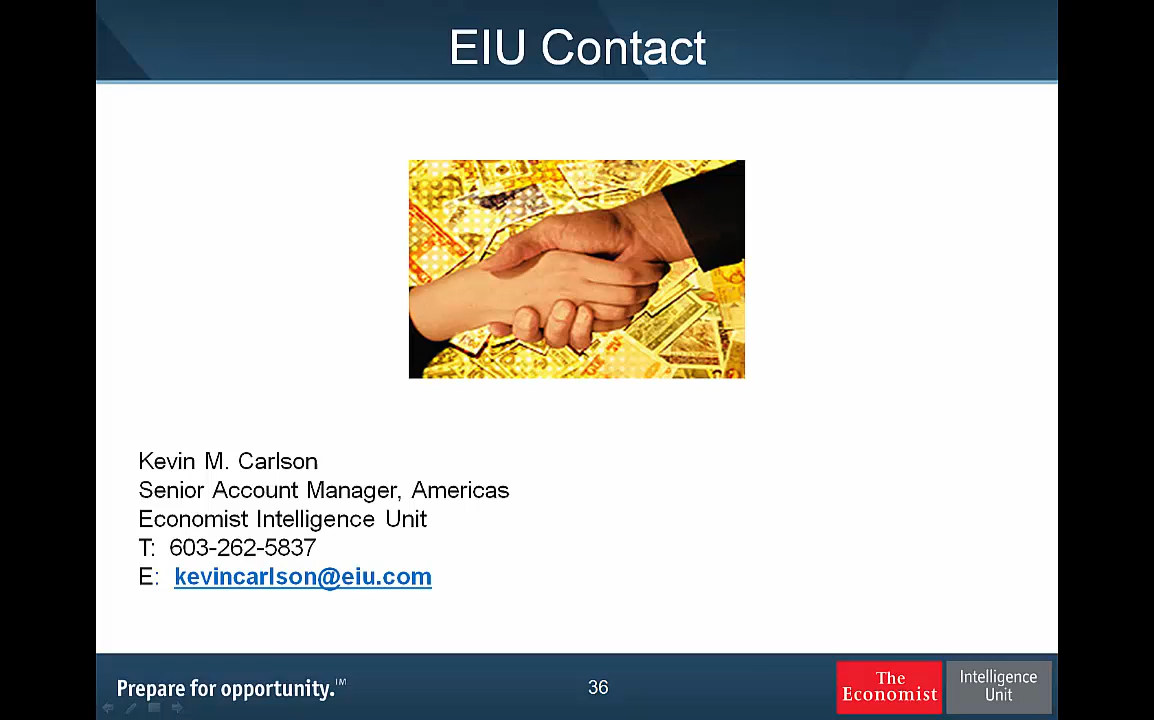 EIU Contact
Kevin M. Carlson
Senior Account Manager, Americas
Economist Intelligence Unit
T: 603-262-5837
E: kevincarlson@eiu.com
Prepare for opportunity.™
36
The
Economist
Intelligence
Unit